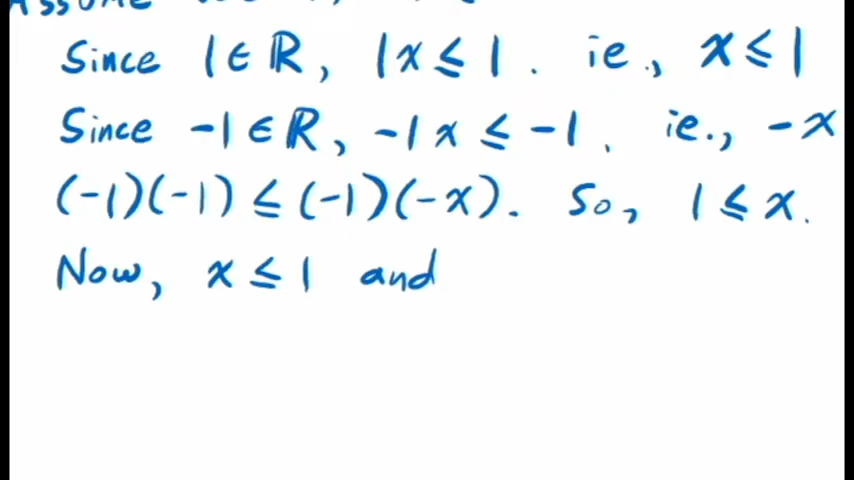 Assume
Since 1 ∈ ℝ, 1x ≤ 1. ie., x ≤ 1
Since -1 ∈ ℝ, -1x ≤ -1. ie., -x
(-1)(-1) ≤ (-1)(-x). So, 1 ≤ x.
Now, x ≤ 1 and